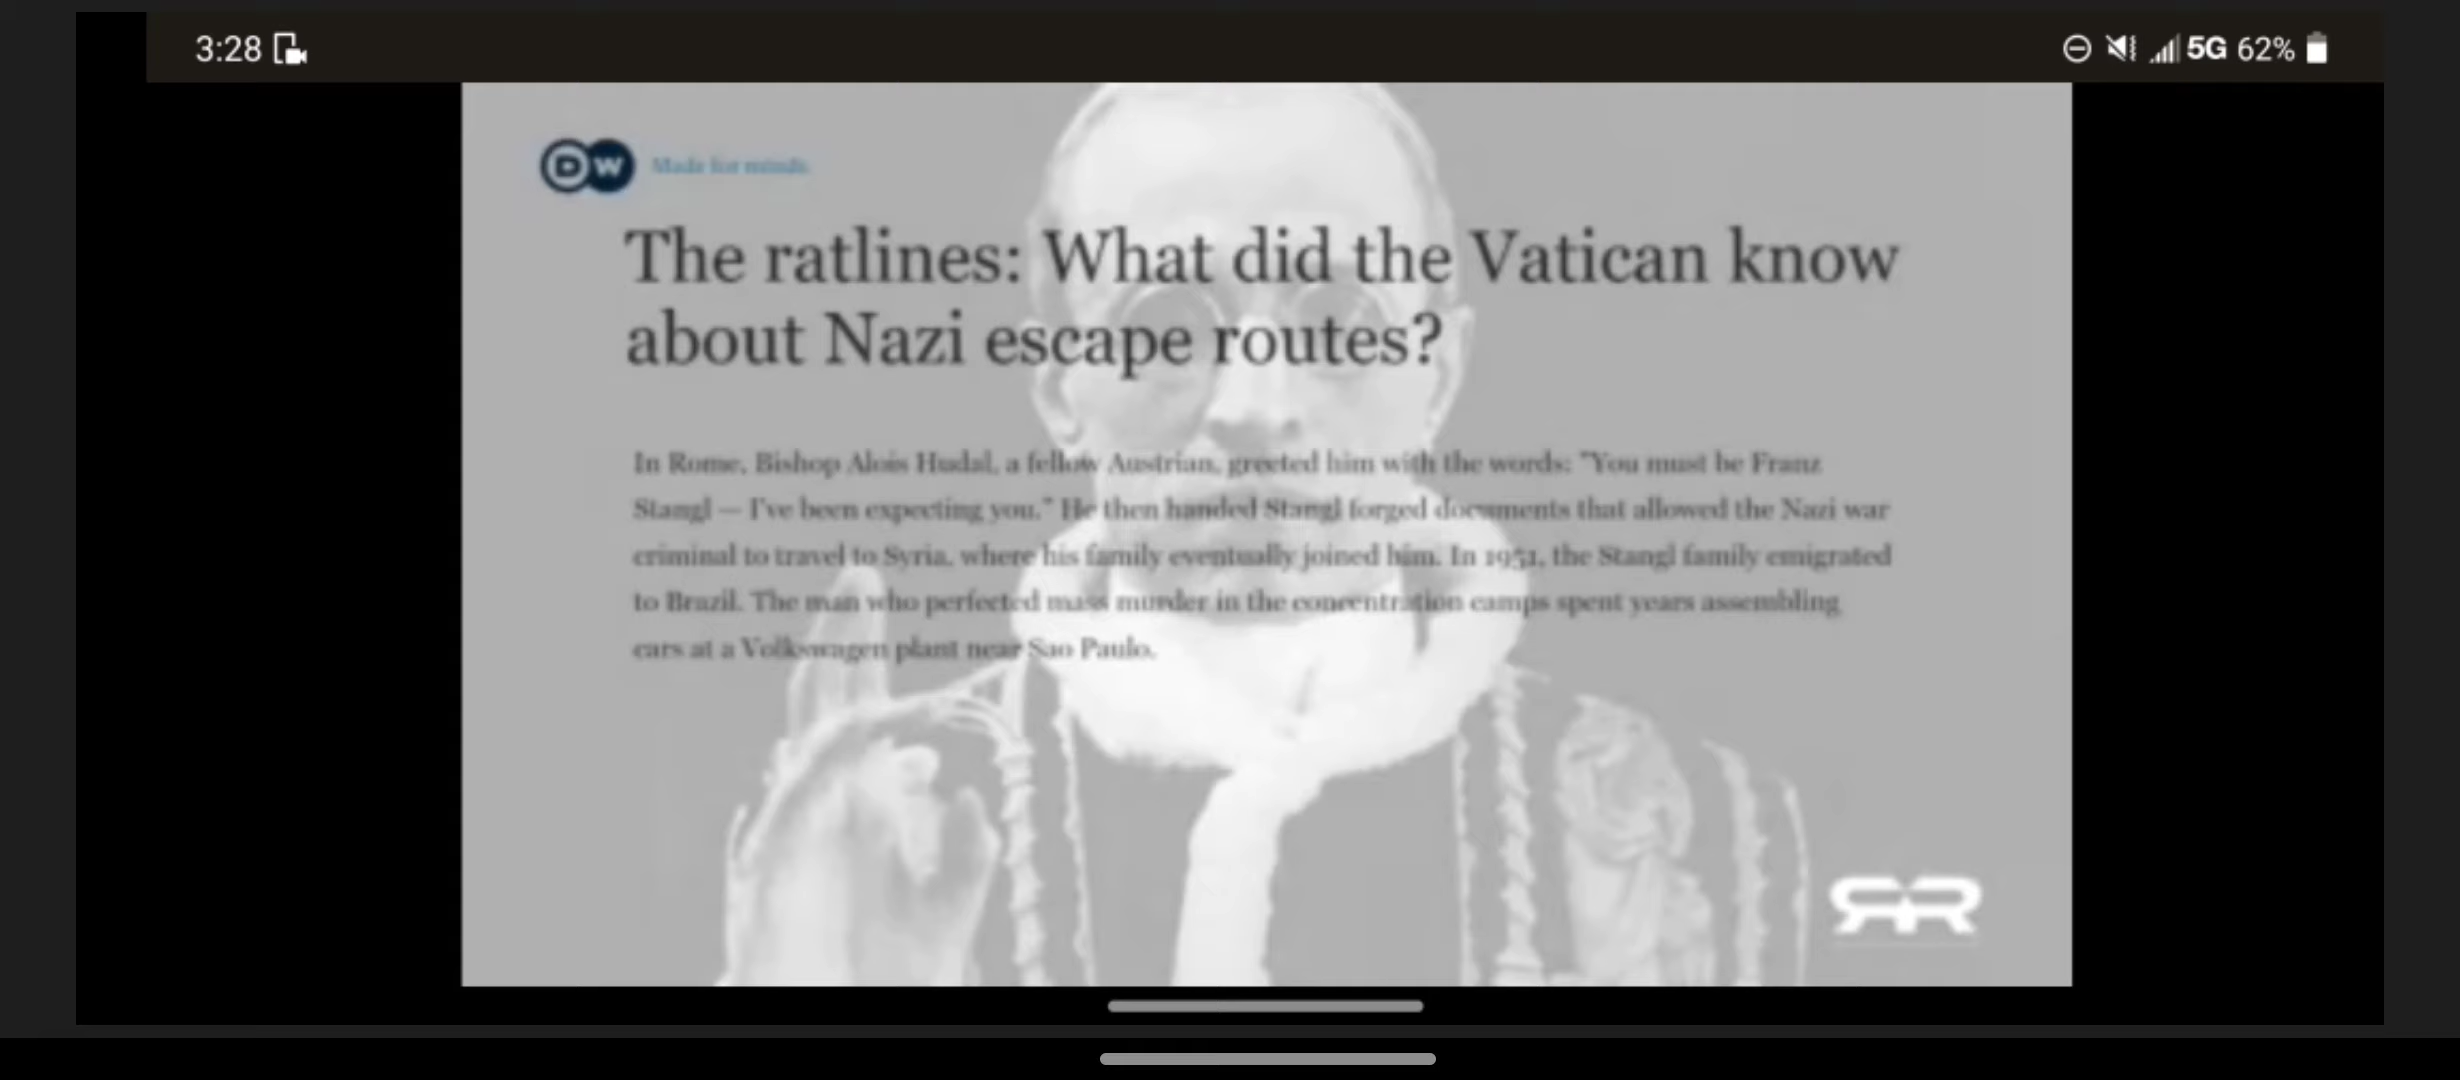 3:28 5G 62%
DW Made for minds.
The ratlines: What did the Vatican know
about Nazi escape routes?
In Rome, Bishop Alois Hudal, a fellow Austrian, greeted him with the words: "You must be Franz
Stangl — I've been expecting you." He then handed Stangl forged documents that allowed the Nazi war
criminal to travel to Syria, where his family eventually joined him. In 1951, the Stangl family emigrated
to Brazil. The man who perfected mass murder in the concentration camps spent years assembling
cars at a Volkswagen plant near Sao Paulo.
RR